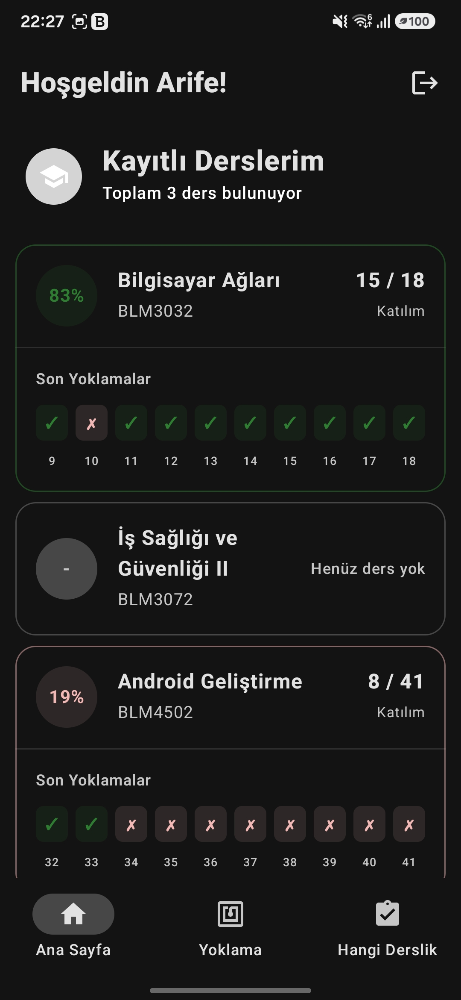 22:27 B 6 100
Hoşgeldin Arife!
Kayıtlı Derslerim
Toplam 3 ders bulunuyor
83% Bilgisayar Ağları 15 / 18
BLM3032 Katılım
Son Yoklamalar
✓ ✗ ✓ ✓ ✓ ✓ ✓ ✓ ✓ ✓
9 10 11 12 13 14 15 16 17 18
İş Sağlığı ve
- Güvenliği II Henüz ders yok
BLM3072
19% Android Geliştirme 8 / 41
BLM4502 Katılım
Son Yoklamalar
✓ ✓ ✗ ✗ ✗ ✗ ✗ ✗ ✗ ✗
32 33 34 35 36 37 38 39 40 41
Ana Sayfa Yoklama Hangi Derslik